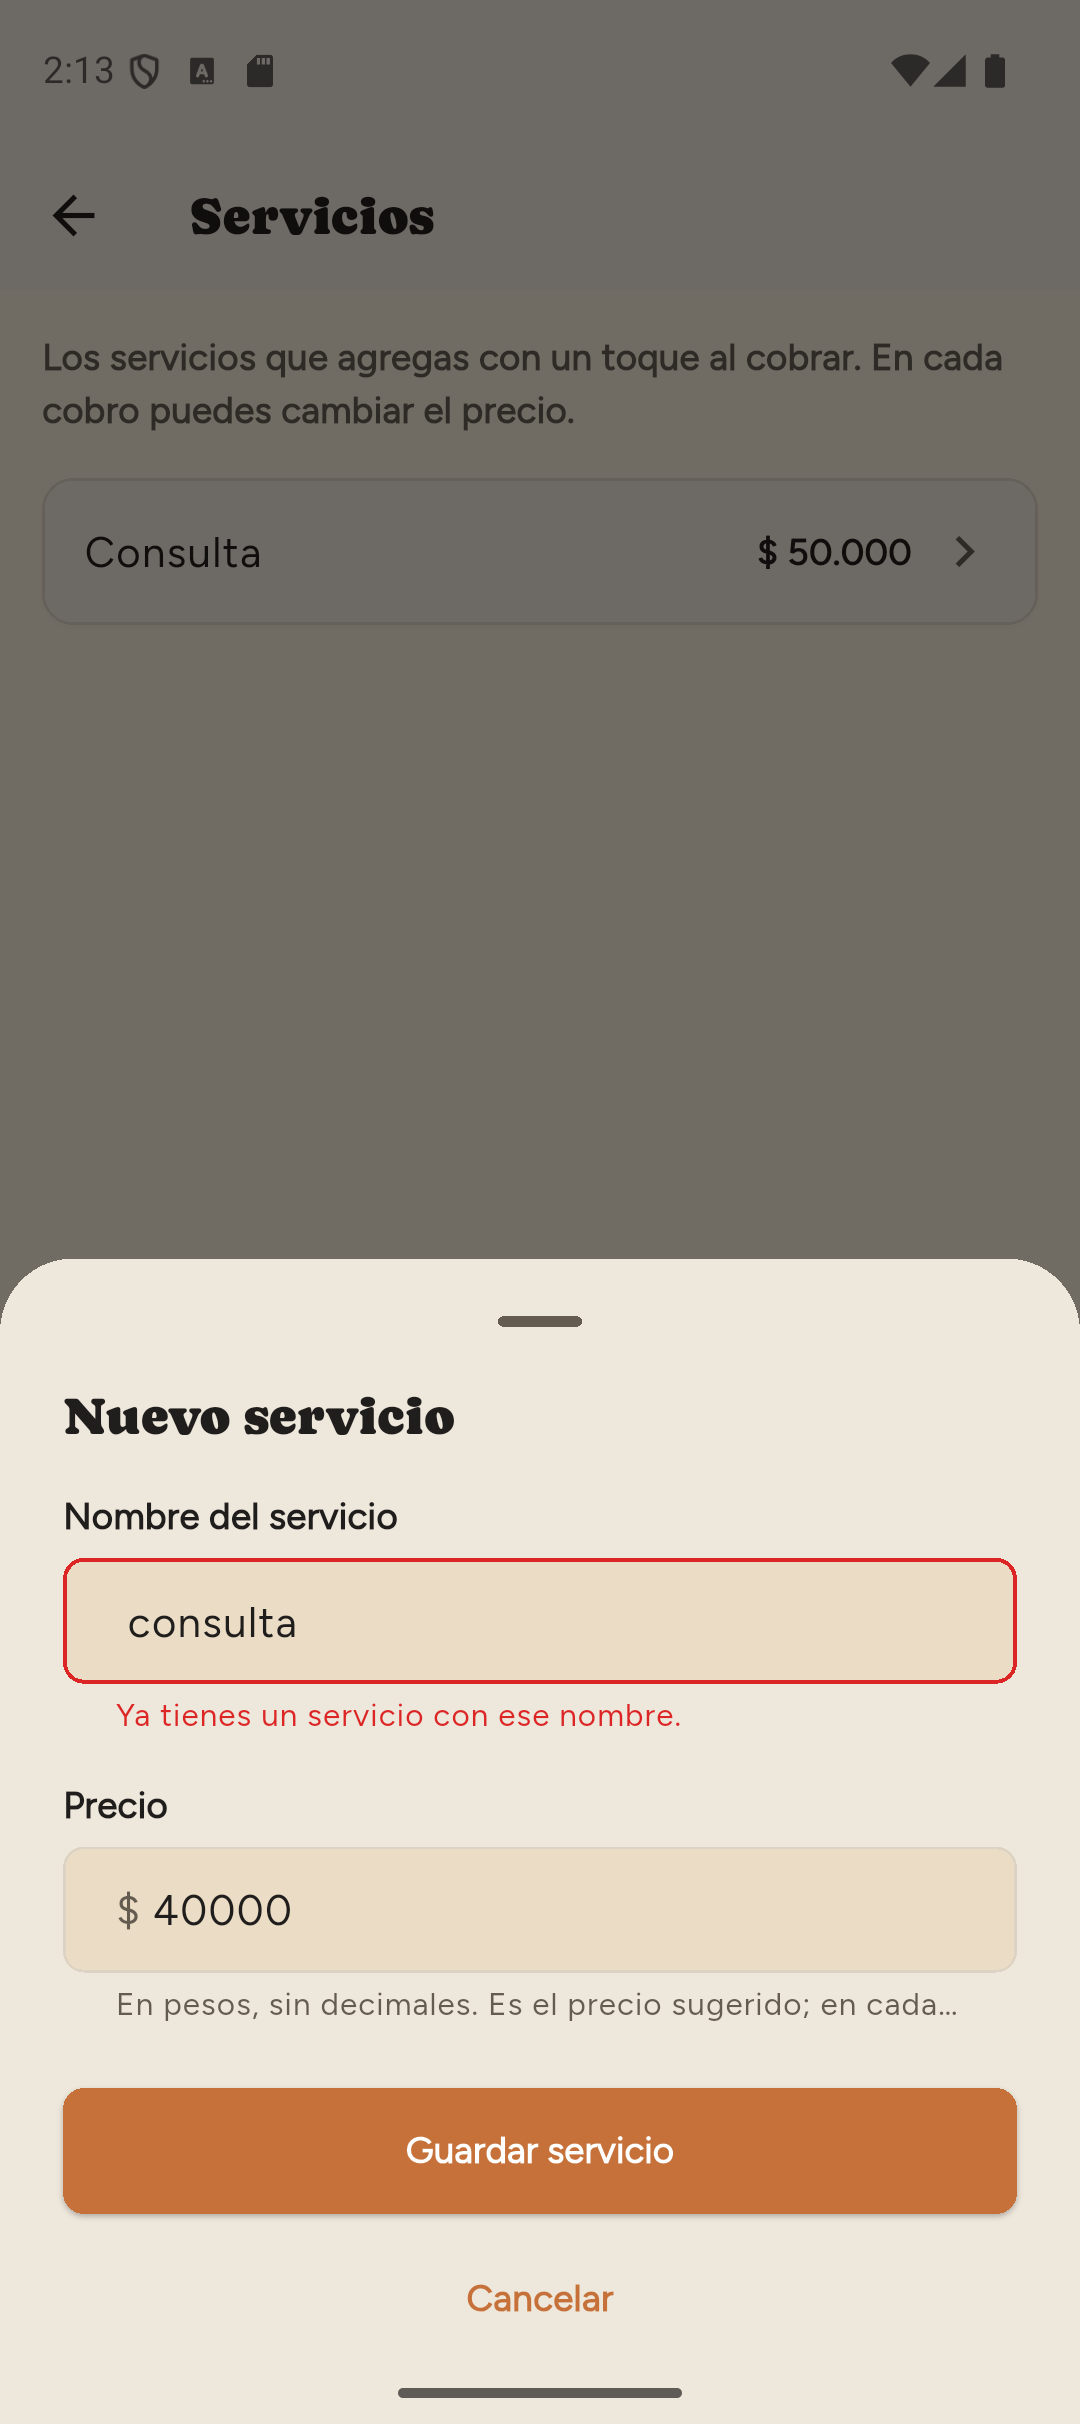 2:13
Servicios
Los servicios que agregas con un toque al cobrar. En cada
cobro puedes cambiar el precio.
Consulta $ 50.000
Nuevo servicio
Nombre del servicio
consulta
Ya tienes un servicio con ese nombre.
Precio
$ 40000
En pesos, sin decimales. Es el precio sugerido; en cada…
Guardar servicio
Cancelar